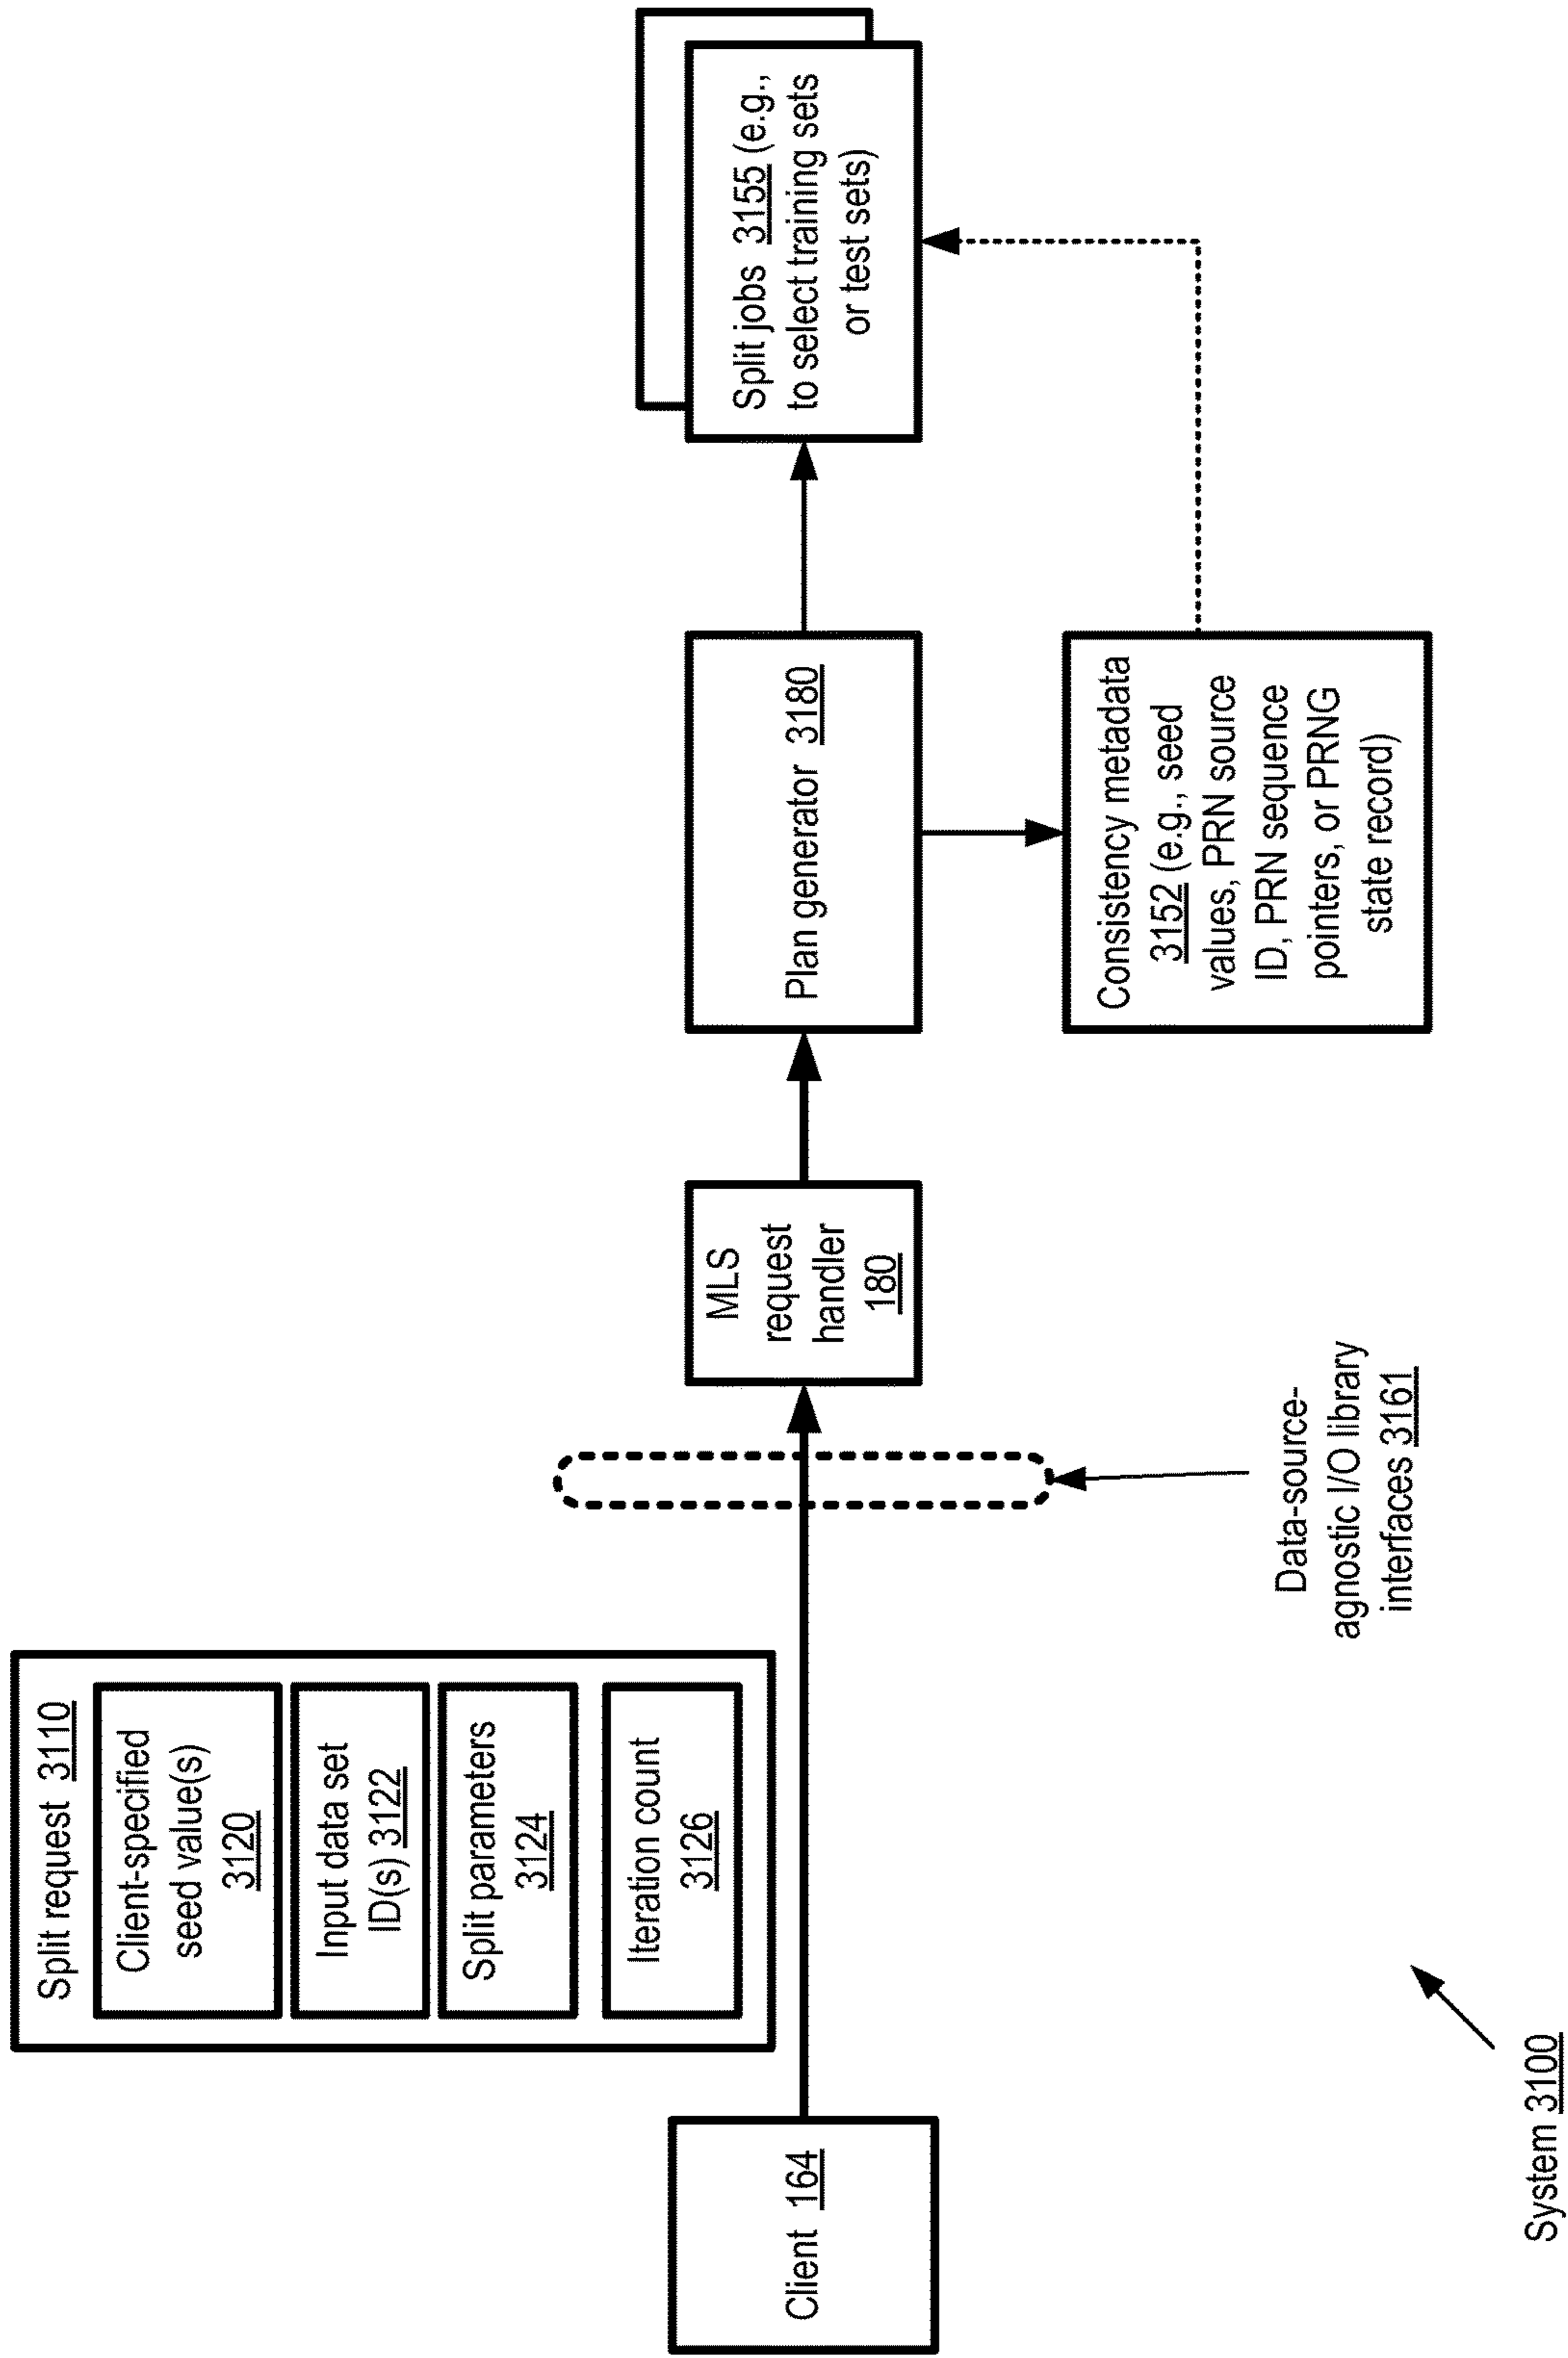 Split request 3110
Client-specified
seed value(s)
3120
Input data set
ID(s) 3122
Split parameters
3124
Iteration count
3126
Client 164
Data-source-
agnostic I/O library
interfaces 3161
MLS
request
handler
180
Plan generator 3180
Consistency metadata
3152 (e.g., seed
values, PRN source
ID, PRN sequence
pointers, or PRNG
state record)
Split jobs 3155 (e.g.,
to select training sets
or test sets)
System 3100